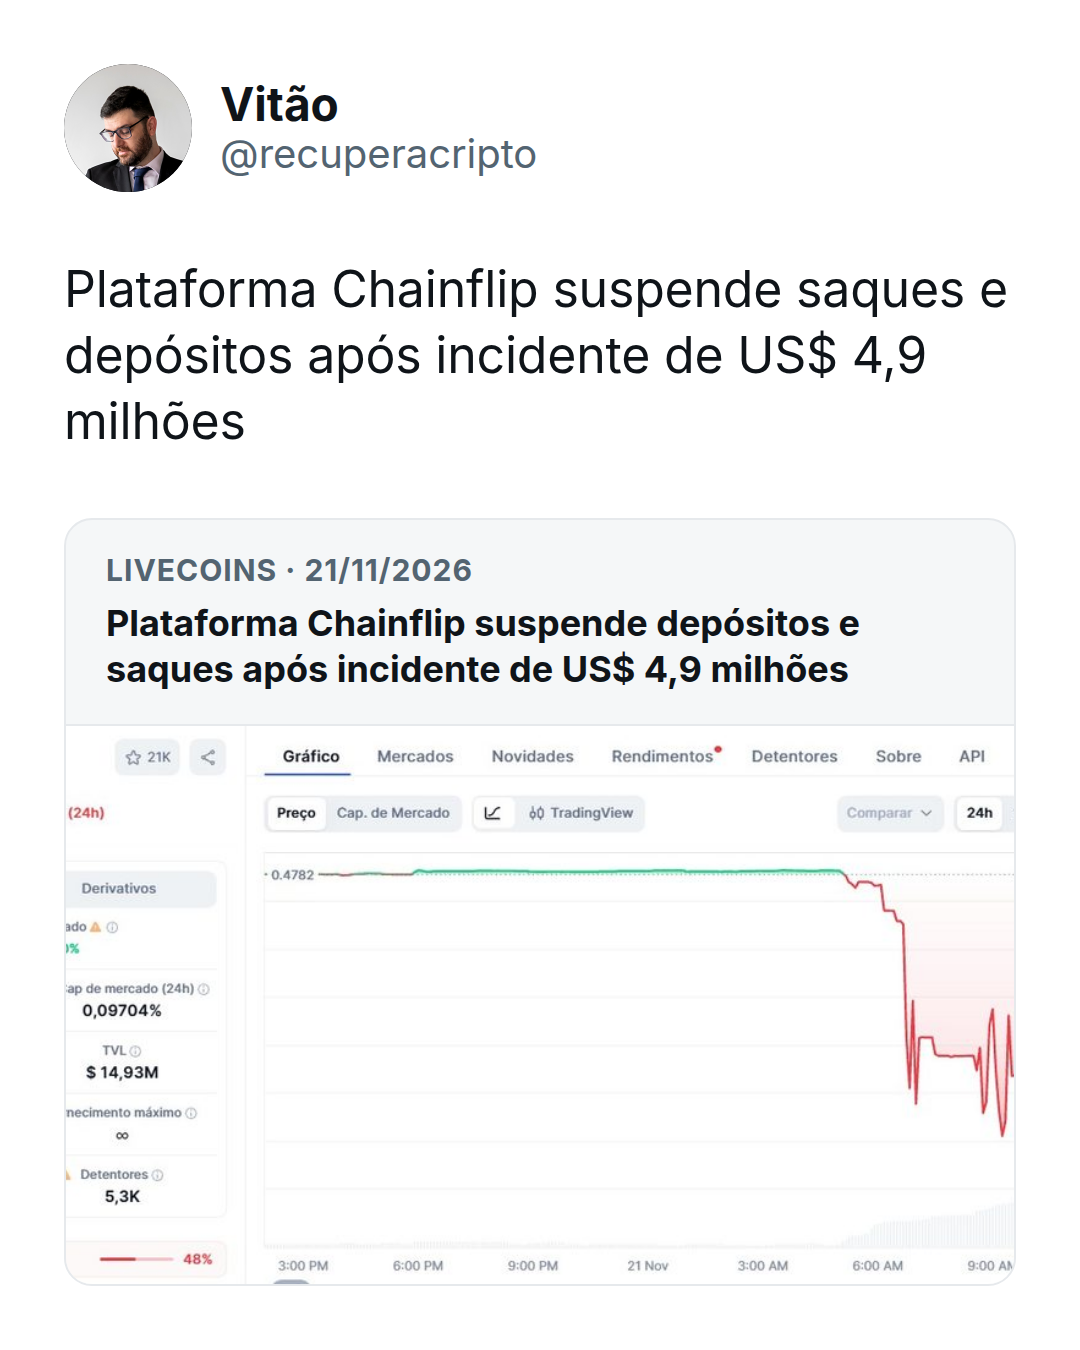 Vitão
@recuperacripto
Plataforma Chainflip suspende saques e
depósitos após incidente de US$ 4,9
milhões
LIVECOINS · 21/11/2026
Plataforma Chainflip suspende depósitos e
saques após incidente de US$ 4,9 milhões
21K
Gráfico Mercados Novidades Rendimentos Detentores Sobre API
(24h)
Preço Cap. de Mercado TradingView Comparar 24h
0.4782
Derivativos
ado
0%
Cap de mercado (24h)
0,09704%
TVL
$ 14,93M
necimento máximo
∞
Detentores
5,3K
48%
3:00 PM 6:00 PM 9:00 PM 21 Nov 3:00 AM 6:00 AM 9:00 AM